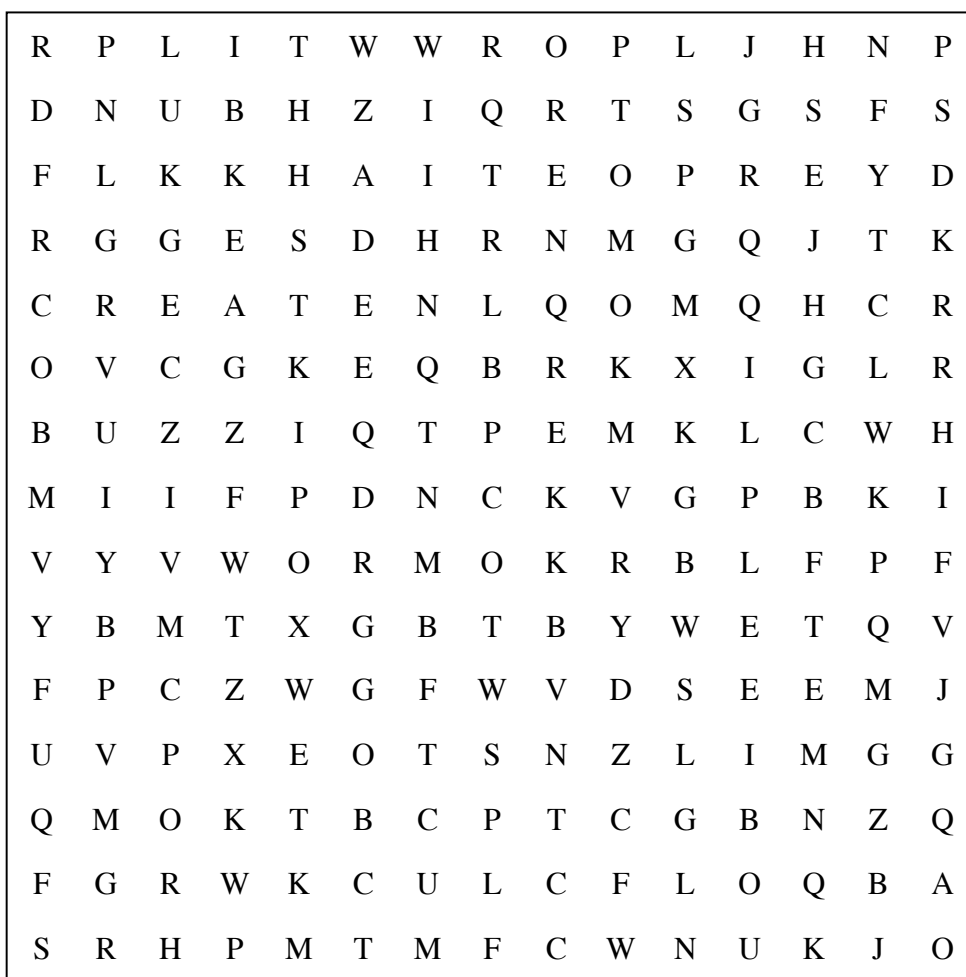 R P L I T W W R O P L J H N P
D N U B H Z I Q R T S G S F S
F L K K H A I T E O P R E Y D
R G G E S D H R N M G Q J T K
C R E A T E N L Q O M Q H C R
O V C G K E Q B R K X I G L R
B U Z Z I Q T P E M K L C W H
M I I F P D N C K V G P B K I
V Y V W O R M O K R B L F P F
Y B M T X G B T B Y W E T Q V
F P C Z W G F W V D S E E M J
U V P X E O T S N Z L I M G G
Q M O K T B C P T C G B N Z Q
F G R W K C U L C F L O Q B A
S R H P M T M F C W N U K J O